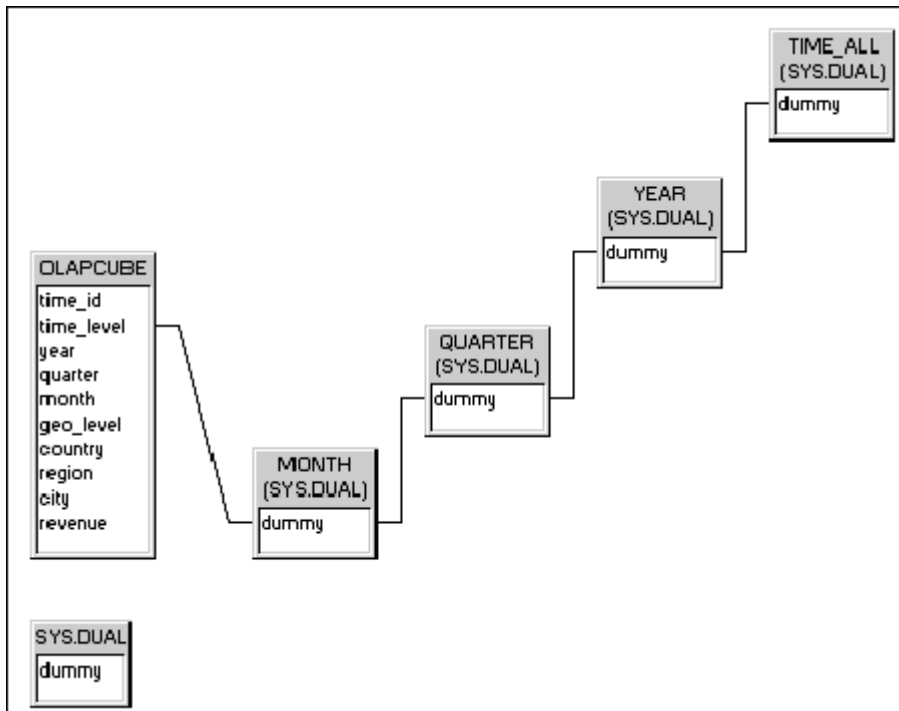 TIME_ALL
(SYS.DUAL)
dummy
YEAR
(SYS.DUAL)
dummy
OLAPCUBE
time_id
time_level
year
quarter
month
geo_level
country
region
city
revenue
QUARTER
(SYS.DUAL)
dummy
MONTH
(SYS.DUAL)
dummy
SYS.DUAL
dummy